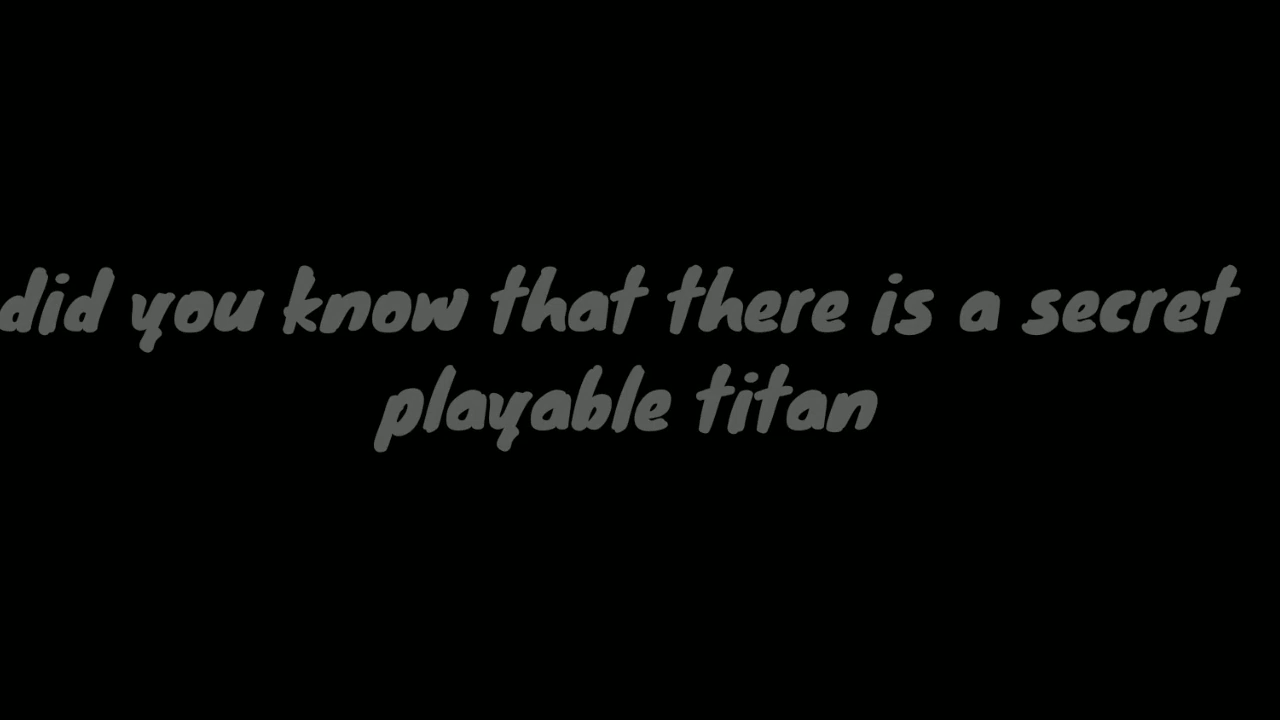 did you know that there is a secret
playable titan